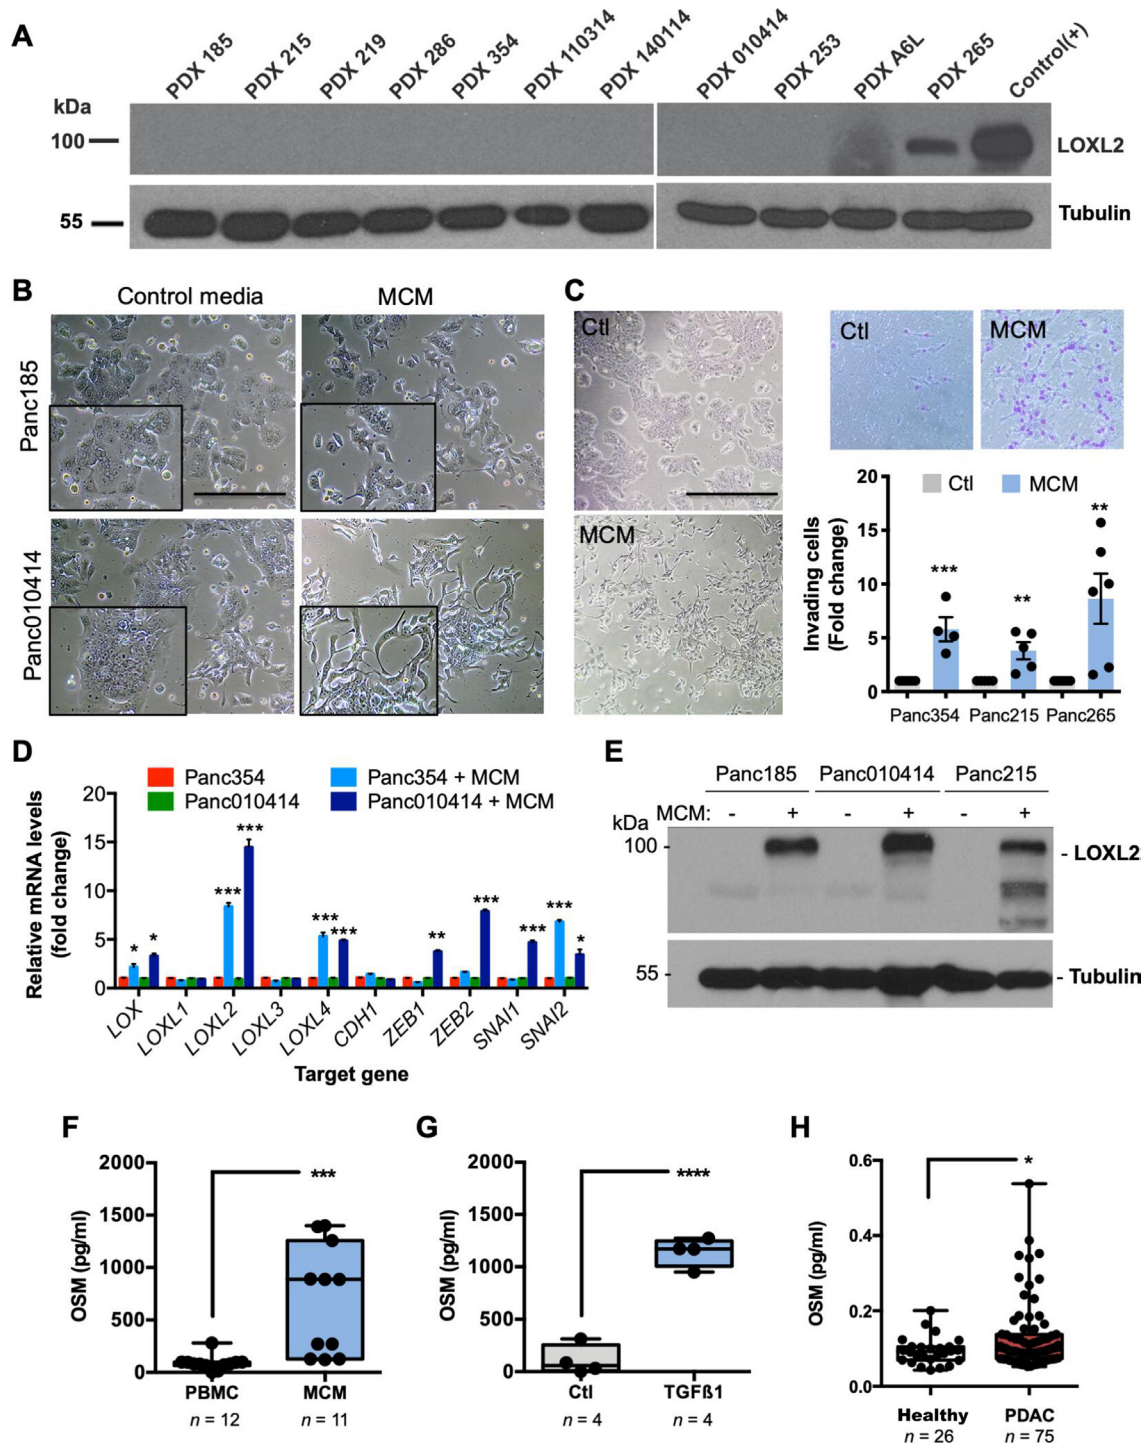 A
PDX 185
PDX 215
PDX 219
PDX 286
PDX 354
PDX 110314
PDX 140114
PDX 010414
PDX 253
PDX A6L
PDX 265
Control(+)
kDa
100
LOXL2
55
Tubulin
B
Control media
MCM
Panc185
Panc010414
C
Ctl
MCM
Ctl
MCM
Ctl
MCM
Invading cells
(Fold change)
20
15
10
5
0
***
**
**
Panc354
Panc215
Panc265
D
Panc354
Panc010414
Panc354 + MCM
Panc010414 + MCM
Relative mRNA levels
(fold change)
20
15
10
5
0
*
*
***
***
***
***
**
***
***
***
*
LOX
LOXL1
LOXL2
LOXL3
LOXL4
CDH1
ZEB1
ZEB2
SNAI1
SNAI2
Target gene
E
Panc185
Panc010414
Panc215
MCM:
-
+
-
+
-
+
kDa
100 -
- LOXL2
55 -
- Tubulin
F
OSM (pg/ml)
2000
1500
1000
500
0
***
PBMC
MCM
n = 12
n = 11
G
OSM (pg/ml)
2000
1500
1000
500
0
****
Ctl
TGFß1
n = 4
n = 4
H
OSM (pg/ml)
0.6
0.4
0.2
0.0
*
Healthy
PDAC
n = 26
n = 75